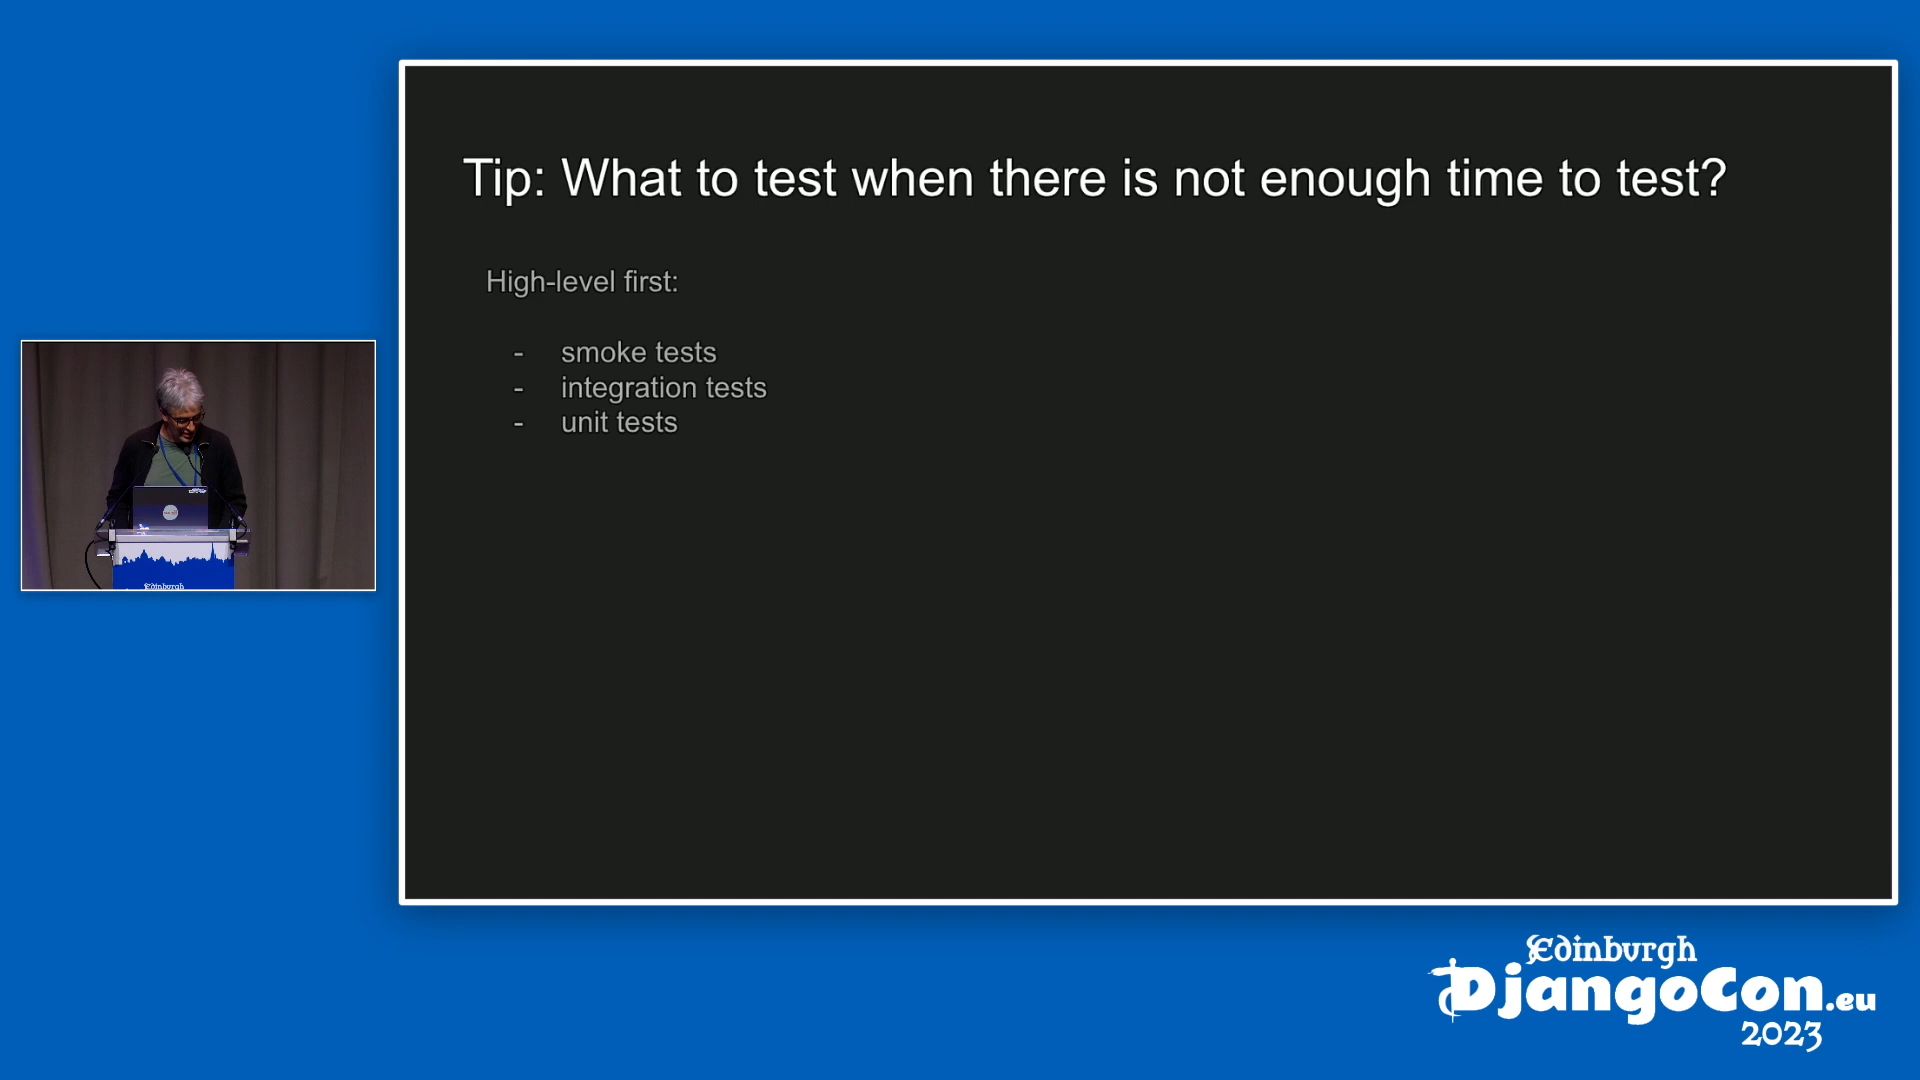 Tip: What to test when there is not enough time to test?
High-level first:
- smoke tests
- integration tests
- unit tests
Edinburgh
Edinburgh
DjangoCon.eu
2023